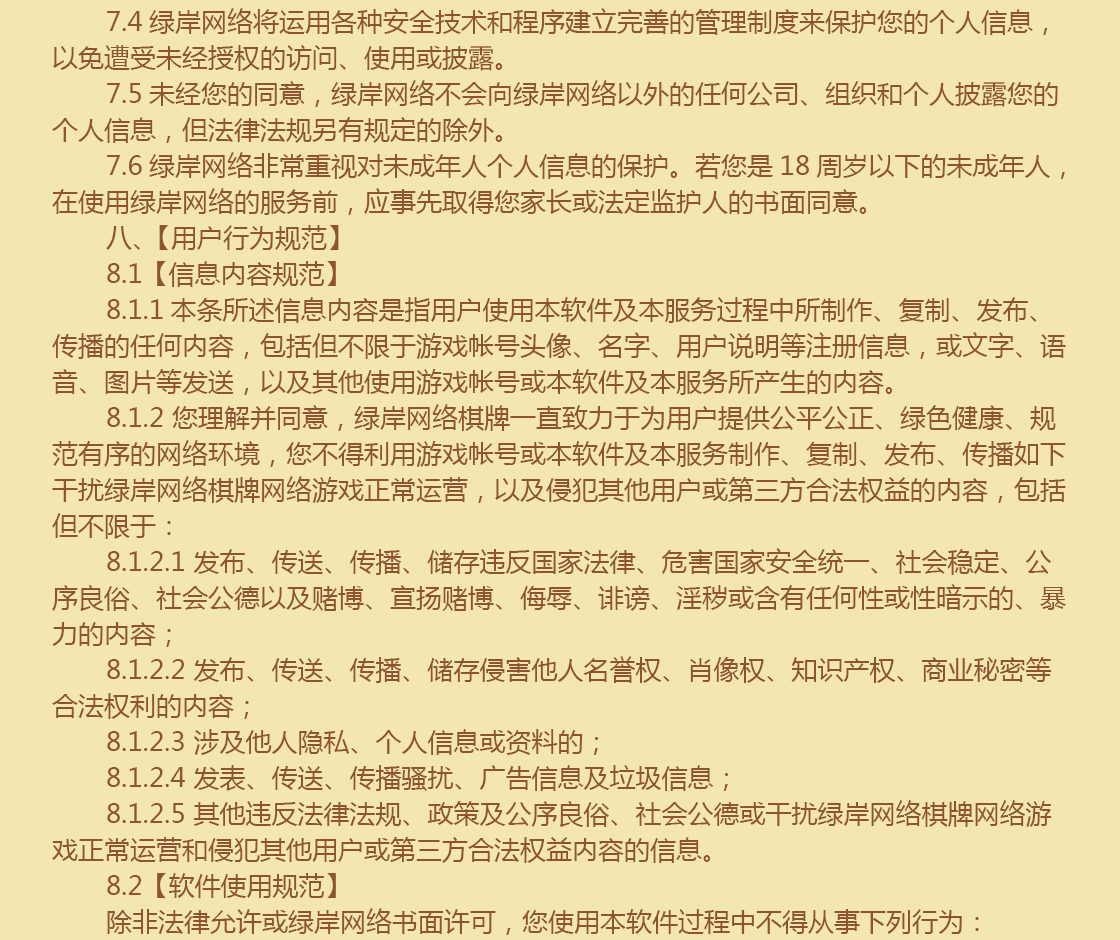 7.4 绿岸网络将运用各种安全技术和程序建立完善的管理制度来保护您的个人信息，
以免遭受未经授权的访问、使用或披露。
7.5 未经您的同意，绿岸网络不会向绿岸网络以外的任何公司、组织和个人披露您的
个人信息，但法律法规另有规定的除外。
7.6 绿岸网络非常重视对未成年人个人信息的保护。若您是 18 周岁以下的未成年人，
在使用绿岸网络的服务前，应事先取得您家长或法定监护人的书面同意。
八、【用户行为规范】
8.1【信息内容规范】
8.1.1 本条所述信息内容是指用户使用本软件及本服务过程中所制作、复制、发布、
传播的任何内容，包括但不限于游戏帐号头像、名字、用户说明等注册信息，或文字、语
音、图片等发送，以及其他使用游戏帐号或本软件及本服务所产生的内容。
8.1.2 您理解并同意，绿岸网络棋牌一直致力于为用户提供公平公正、绿色健康、规
范有序的网络环境，您不得利用游戏帐号或本软件及本服务制作、复制、发布、传播如下
干扰绿岸网络棋牌网络游戏正常运营，以及侵犯其他用户或第三方合法权益的内容，包括
但不限于：
8.1.2.1 发布、传送、传播、储存违反国家法律、危害国家安全统一、社会稳定、公
序良俗、社会公德以及赌博、宣扬赌博、侮辱、诽谤、淫秽或含有任何性或性暗示的、暴
力的内容；
8.1.2.2 发布、传送、传播、储存侵害他人名誉权、肖像权、知识产权、商业秘密等
合法权利的内容；
8.1.2.3 涉及他人隐私、个人信息或资料的；
8.1.2.4 发表、传送、传播骚扰、广告信息及垃圾信息；
8.1.2.5 其他违反法律法规、政策及公序良俗、社会公德或干扰绿岸网络棋牌网络游
戏正常运营和侵犯其他用户或第三方合法权益内容的信息。
8.2【软件使用规范】
除非法律允许或绿岸网络书面许可，您使用本软件过程中不得从事下列行为：